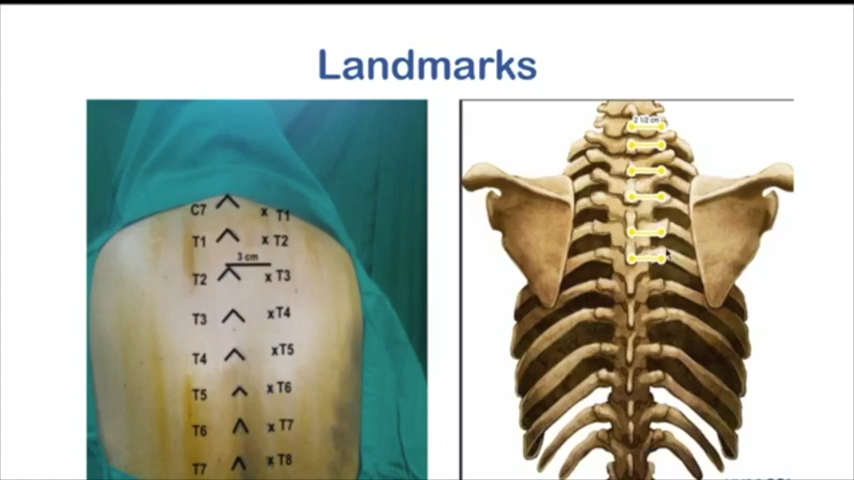 Landmarks
C7 x T1
T1 x T2
3 cm
T2 x T3
T3 xT4
T4 xT5
T5 x T6
T6 x T7
T7 x T8
2 1/2 cm